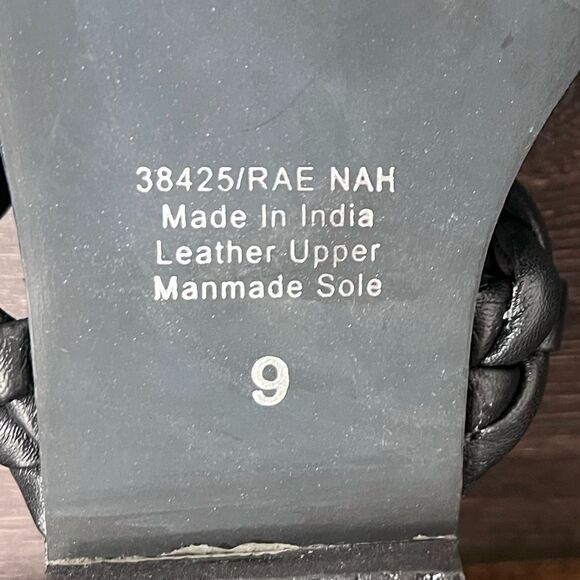 38425/RAE NAH
Made In India
Leather Upper
Manmade Sole
9